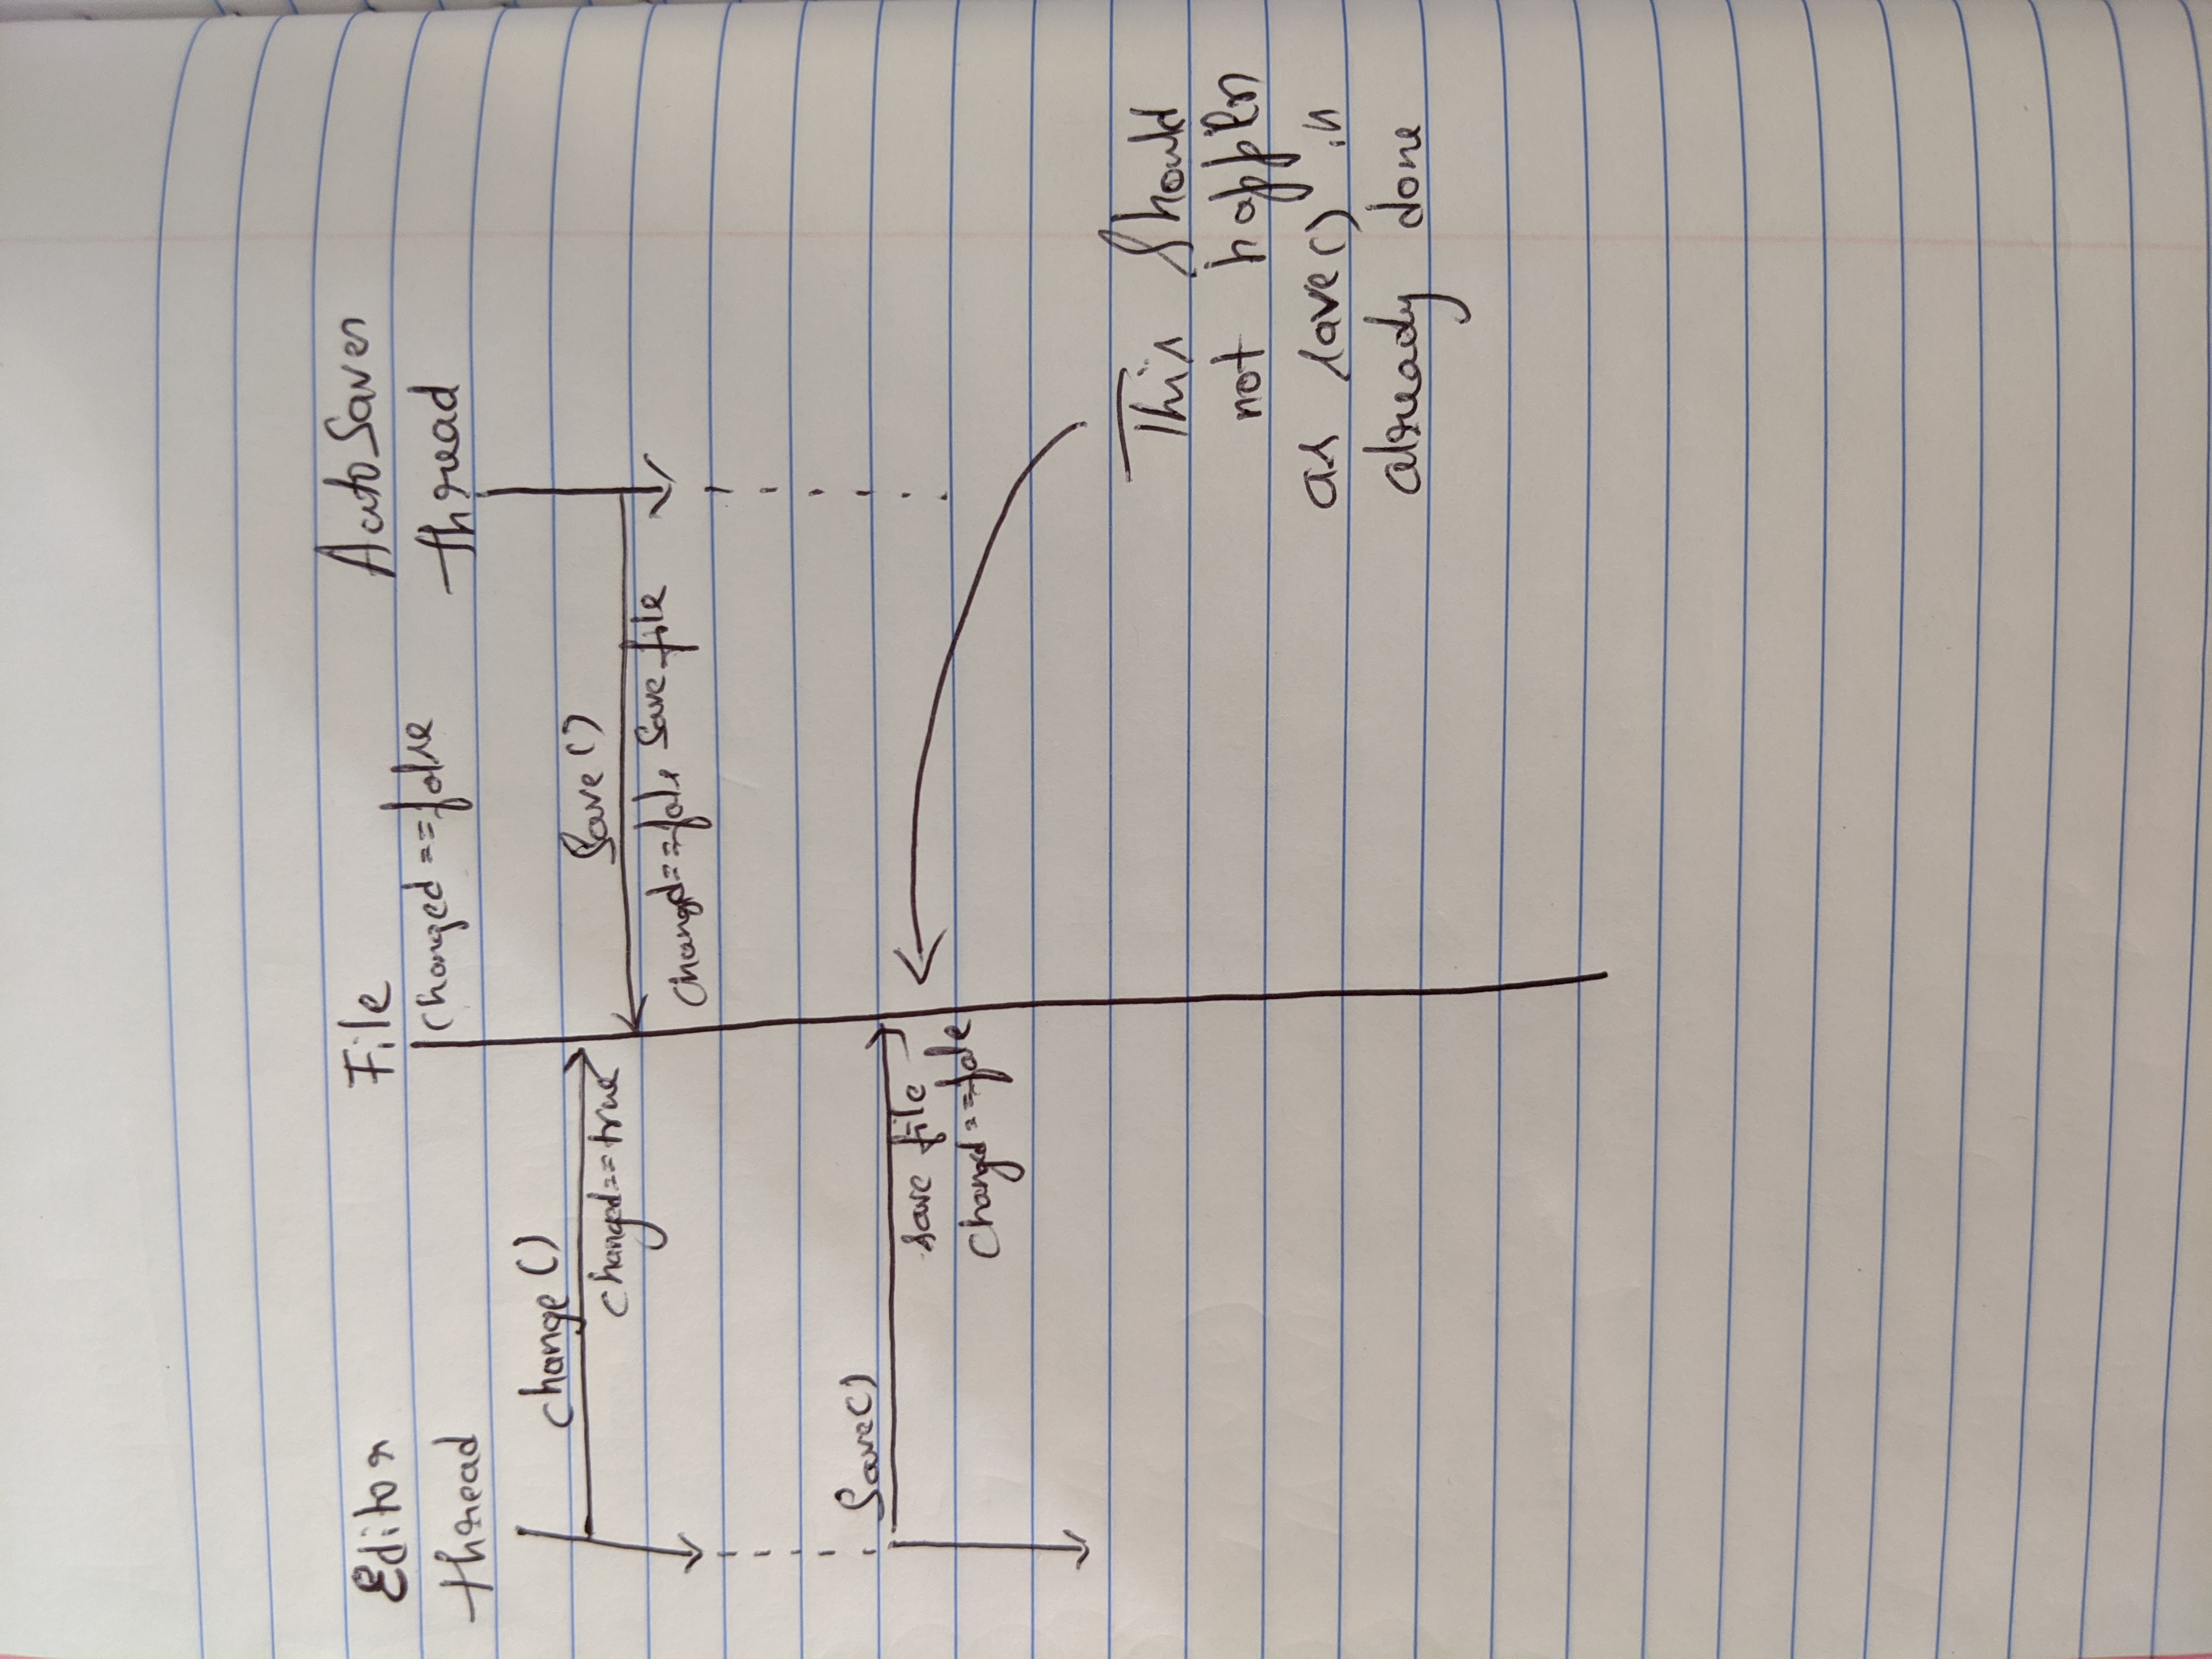 Editor
thread
File
changed ==false
AutoSaver
thread
change ()
changed==true
Save ()
changed==false Save file
Save()
save file
changed==false
This Should
not happen
as save() is
already done